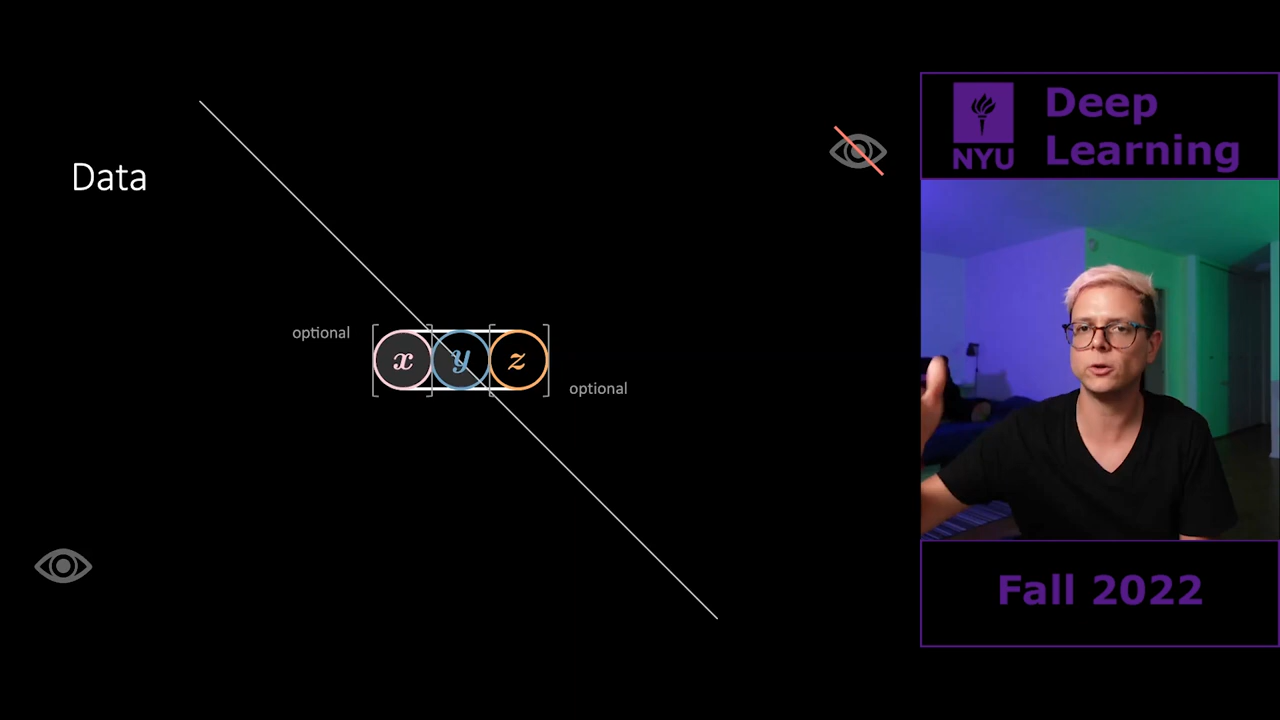 Data
optional
x y z
optional
NYU
Deep
Learning
Fall 2022